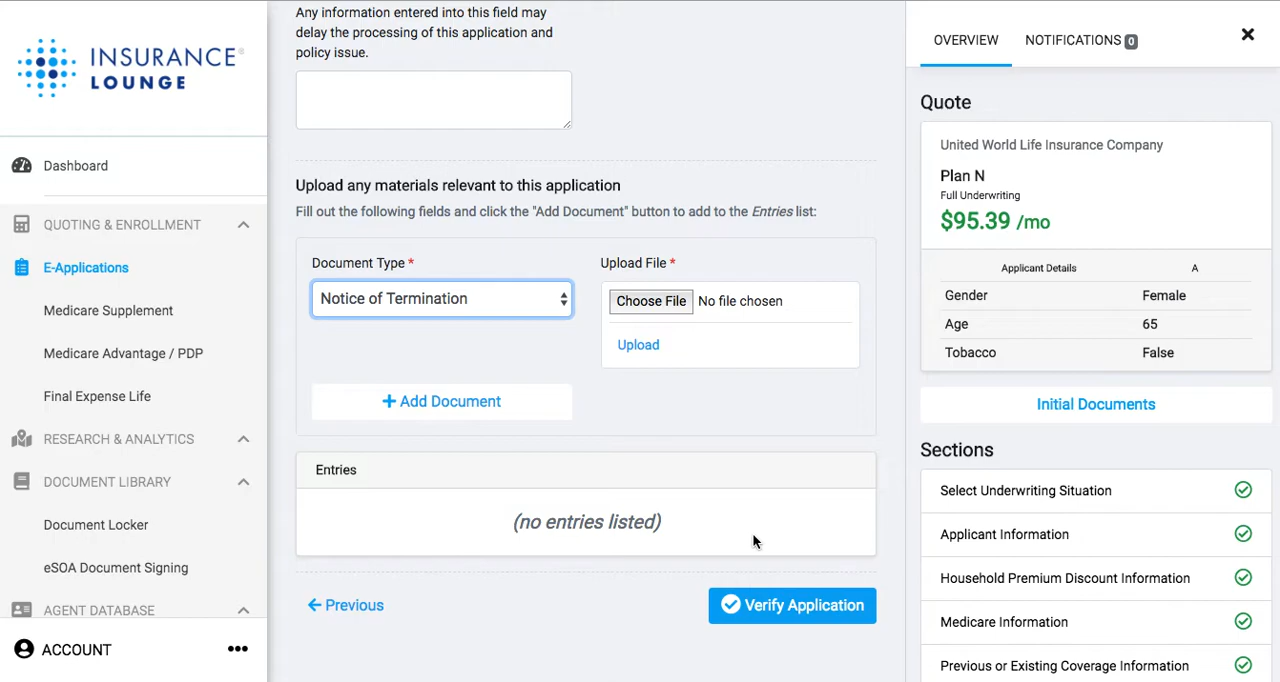 INSURANCE®
LOUNGE
Dashboard
QUOTING & ENROLLMENT
E-Applications
Medicare Supplement
Medicare Advantage / PDP
Final Expense Life
RESEARCH & ANALYTICS
DOCUMENT LIBRARY
Document Locker
eSOA Document Signing
AGENT DATABASE
ACCOUNT
Any information entered into this field may
delay the processing of this application and
policy issue.
Upload any materials relevant to this application
Fill out the following fields and click the "Add Document" button to add to the Entries list:
Document Type *
Notice of Termination
Upload File *
Choose File No file chosen
Upload
+ Add Document
Entries
(no entries listed)
Previous
Verify Application
OVERVIEW
NOTIFICATIONS 0
Quote
United World Life Insurance Company
Plan N
Full Underwriting
$95.39 /mo
Applicant Details A
Gender Female
Age 65
Tobacco False
Initial Documents
Sections
Select Underwriting Situation
Applicant Information
Household Premium Discount Information
Medicare Information
Previous or Existing Coverage Information